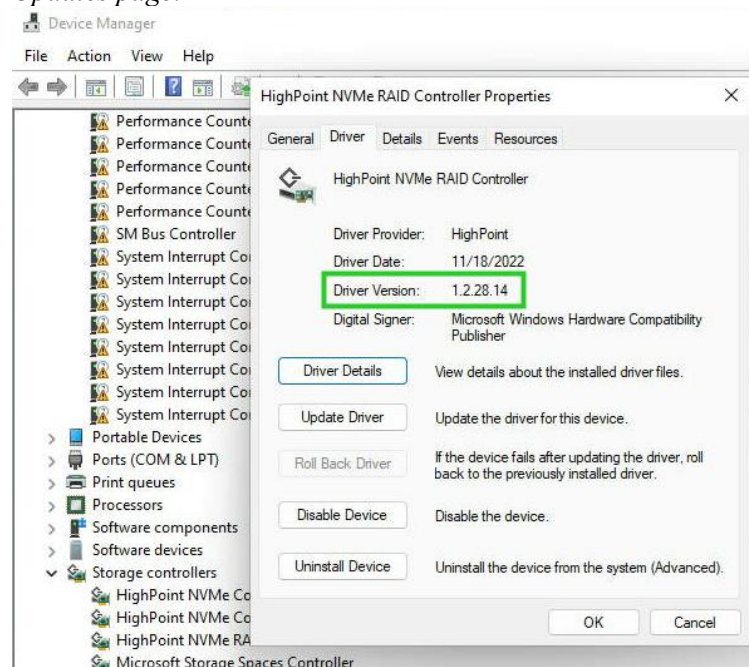 Updates page.
Device Manager
File Action View Help
Performance Counte
Performance Counte
Performance Counte
Performance Counte
Performance Counte
SM Bus Controller
System Interrupt Co
System Interrupt Co
System Interrupt Co
System Interrupt Co
System Interrupt Co
System Interrupt Co
System Interrupt Co
System Interrupt Co
Portable Devices
Ports (COM & LPT)
Print queues
Processors
Software components
Software devices
Storage controllers
HighPoint NVMe Co
HighPoint NVMe Co
HighPoint NVMe RA
Microsoft Storage Spaces Controller
HighPoint NVMe RAID Controller Properties
General Driver Details Events Resources
HighPoint NVMe RAID Controller
Driver Provider: HighPoint
Driver Date: 11/18/2022
Driver Version: 1.2.28.14
Digital Signer: Microsoft Windows Hardware Compatibility
Publisher
Driver Details View details about the installed driver files.
Update Driver Update the driver for this device.
Roll Back Driver If the device fails after updating the driver, roll
back to the previously installed driver.
Disable Device Disable the device.
Uninstall Device Uninstall the device from the system (Advanced).
OK Cancel